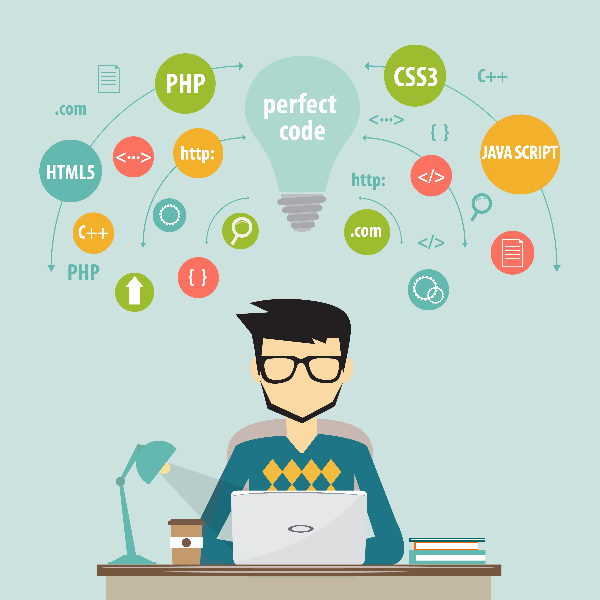 PHP
perfect
code
CSS3
C++
.com
<···>
{ }
HTML5
<···>
http:
JAVA SCRIPT
http:
</>
C++
.com
</>
PHP
{ }